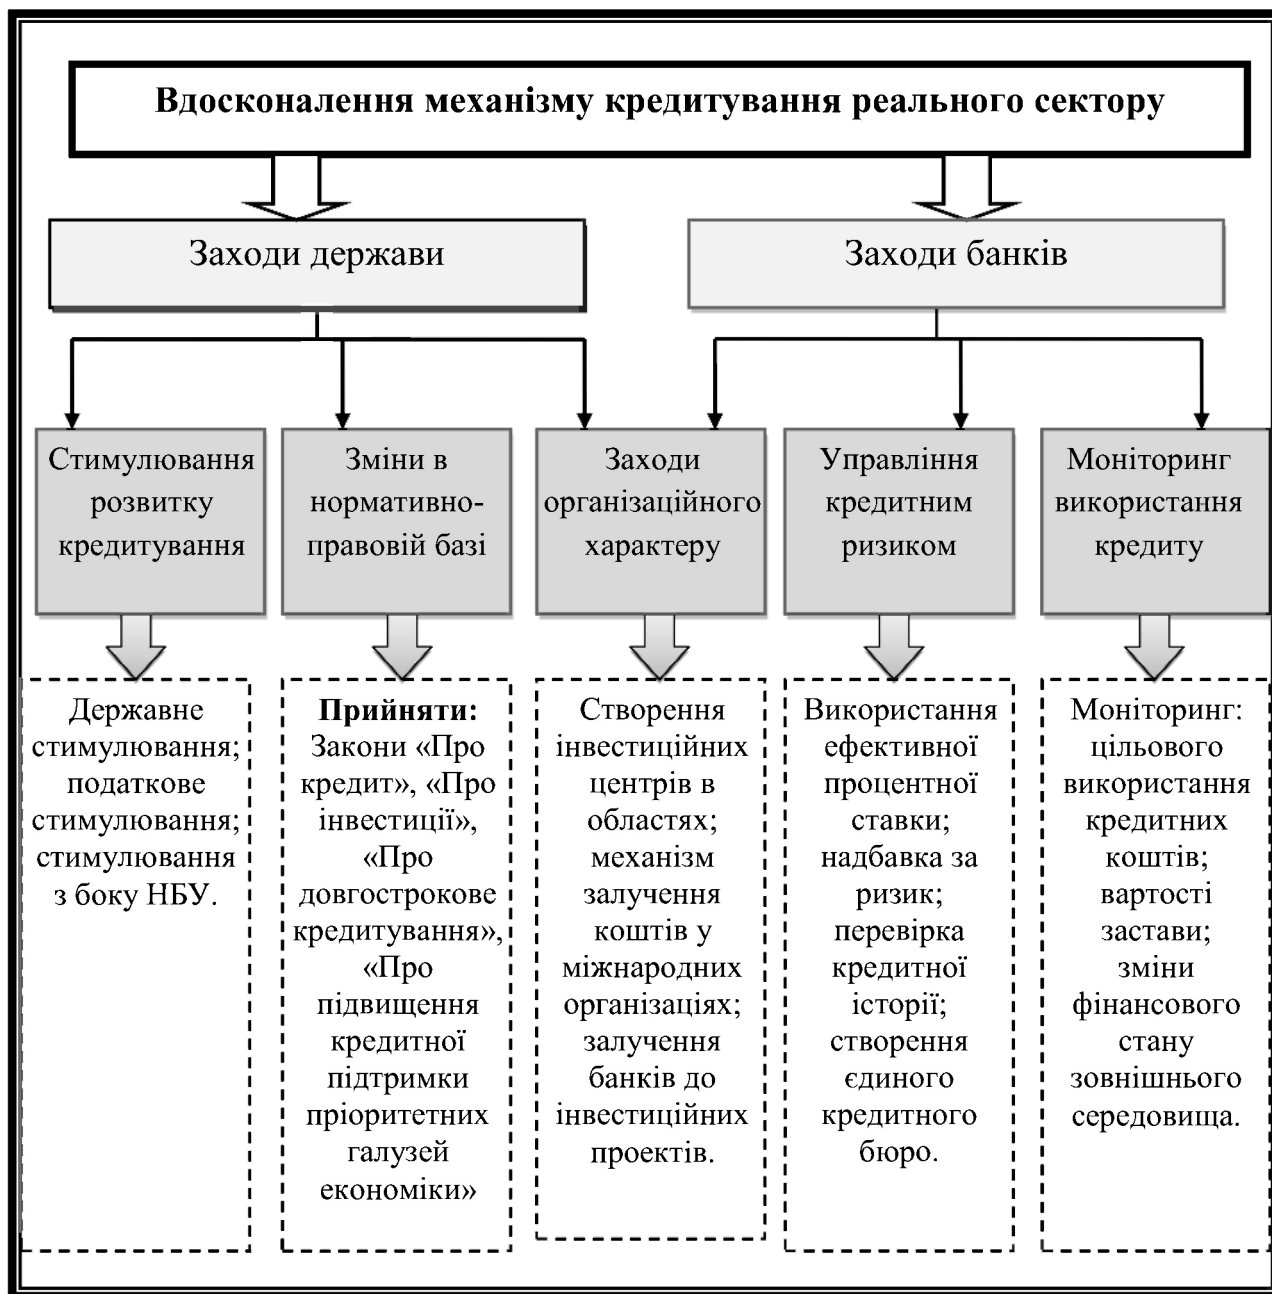 Вдосконалення механізму кредитування реального сектору
Заходи держави
Заходи банків
Стимулювання
розвитку
кредитування
Зміни в
нормативно-
правовій базі
Заходи
організаційного
характеру
Управління
кредитним
ризиком
Моніторинг
використання
кредиту
Державне
стимулювання;
податкове
стимулювання;
стимулювання
з боку НБУ.
Прийняти:
Закони «Про
кредит», «Про
інвестиції»,
«Про
довгострокове
кредитування»,
«Про
підвищення
кредитної
підтримки
пріоритетних
галузей
економіки»
Створення
інвестиційних
центрів в
областях;
механізм
залучення
коштів у
міжнародних
організаціях;
залучення
банків до
інвестиційних
проектів.
Використання
ефективної
процентної
ставки;
надбавка за
ризик;
перевірка
кредитної
історії;
створення
єдиного
кредитного
бюро.
Моніторинг:
цільового
використання
кредитних
коштів;
вартості
застави;
зміни
фінансового
стану
зовнішнього
середовища.